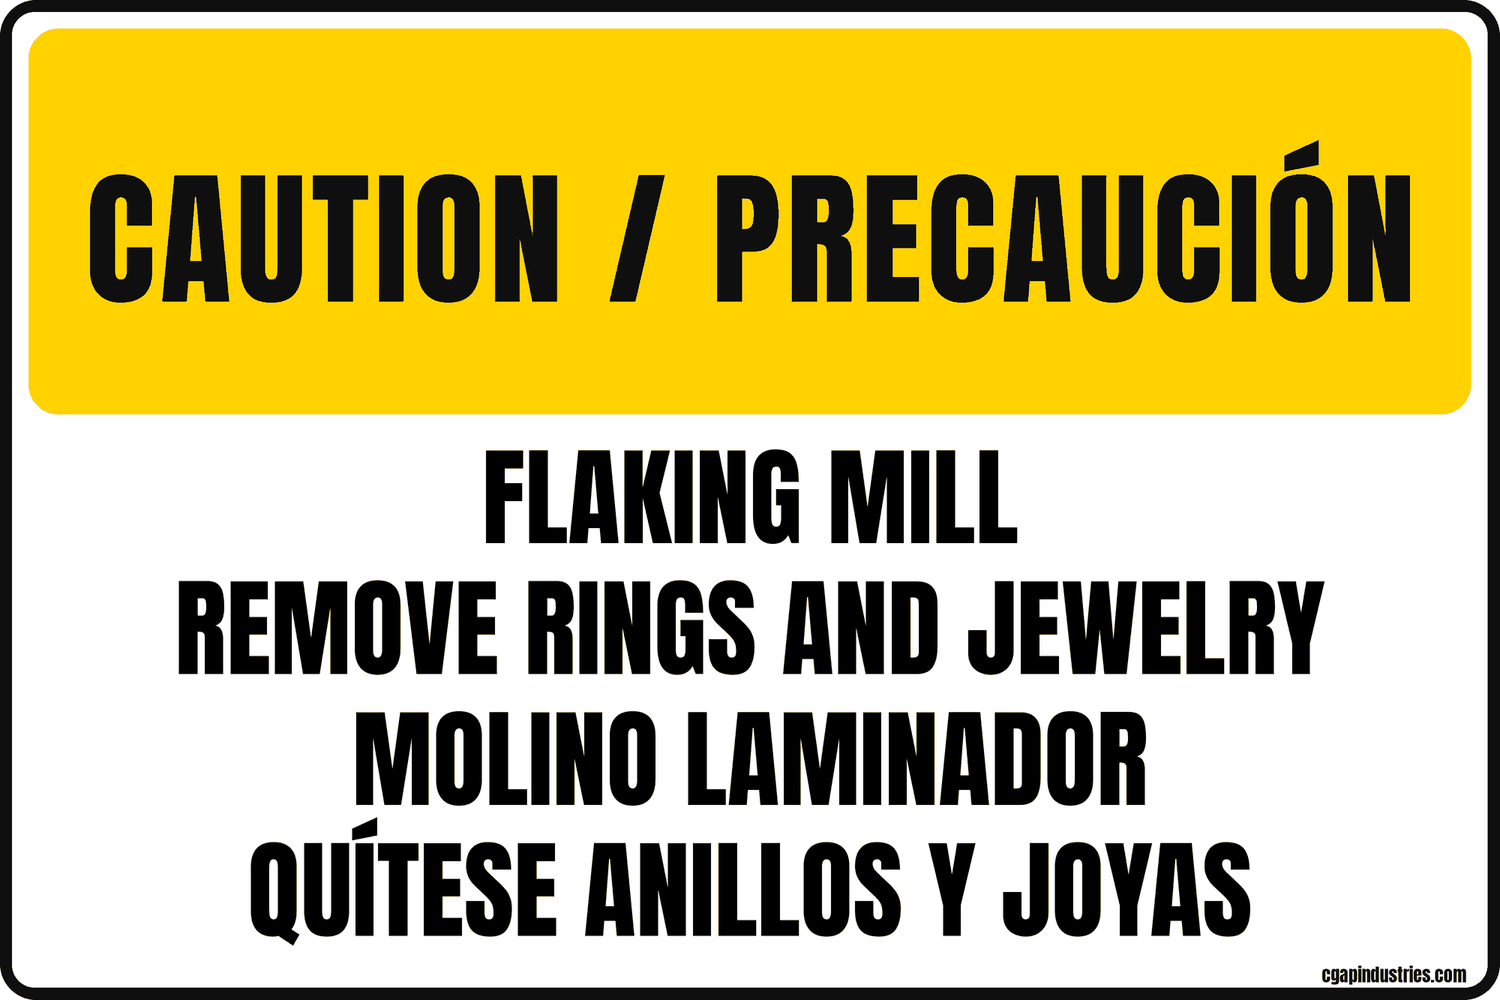 CAUTION / PRECAUCIÓN
FLAKING MILL
REMOVE RINGS AND JEWELRY
MOLINO LAMINADOR
QUÍTESE ANILLOS Y JOYAS
cgapindustries.com